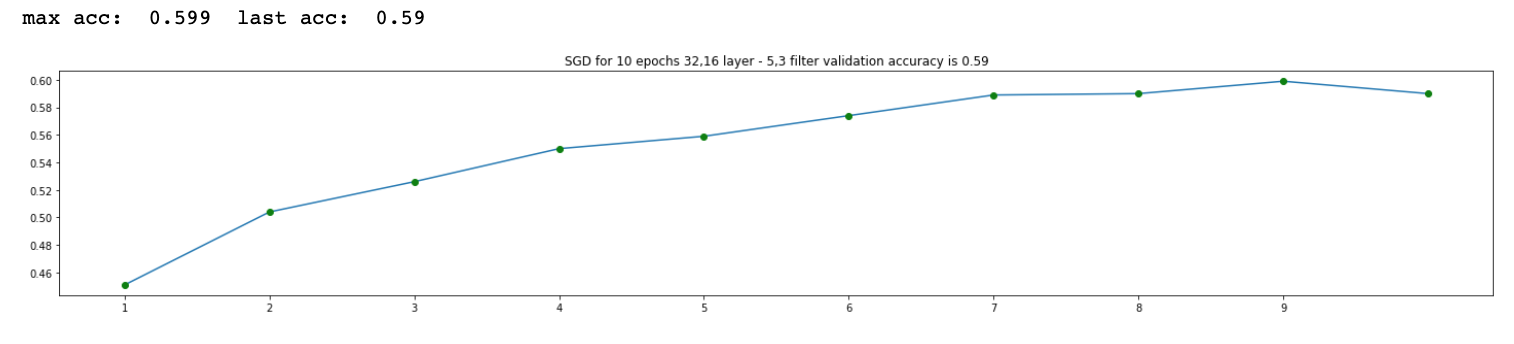 max acc:  0.599  last acc:  0.59
SGD for 10 epochs 32,16 layer - 5,3 filter validation accuracy is 0.59
0.60
0.58
0.56
0.54
0.52
0.50
0.48
0.46
1 2 3 4 5 6 7 8 9